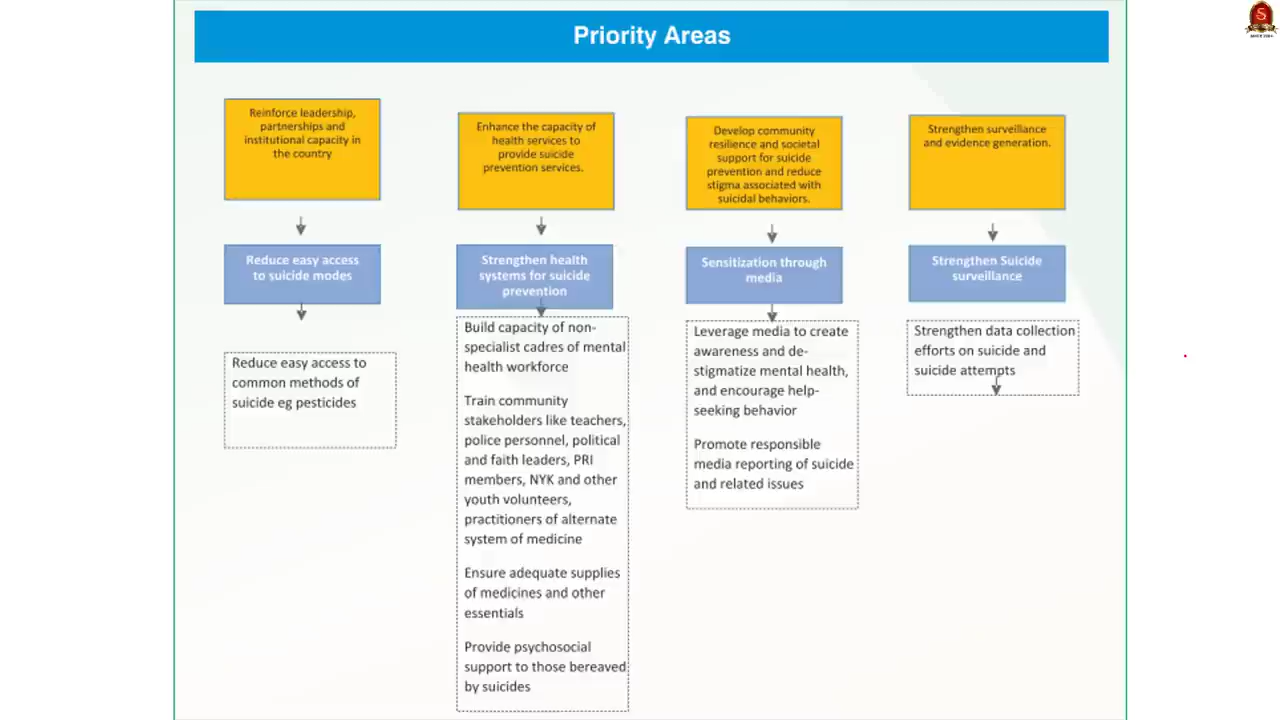 Priority Areas
S
SINCE 2004
Reinforce leadership,
partnerships and
institutional capacity in
the country
Reduce easy access
to suicide modes
Reduce easy access to
common methods of
suicide eg pesticides
Enhance the capacity of
health services to
provide suicide
prevention services.
Strengthen health
systems for suicide
prevention
Build capacity of non-
specialist cadres of mental
health workforce
Train community
stakeholders like teachers,
police personnel, political
and faith leaders, PRI
members, NYK and other
youth volunteers,
practitioners of alternate
system of medicine
Ensure adequate supplies
of medicines and other
essentials
Provide psychosocial
support to those bereaved
by suicides
Develop community
resilience and societal
support for suicide
prevention and reduce
stigma associated with
suicidal behaviors.
Sensitization through
media
Leverage media to create
awareness and de-
stigmatize mental health,
and encourage help-
seeking behavior
Promote responsible
media reporting of suicide
and related issues
Strengthen surveillance
and evidence generation.
Strengthen Suicide
surveillance
Strengthen data collection
efforts on suicide and
suicide attempts